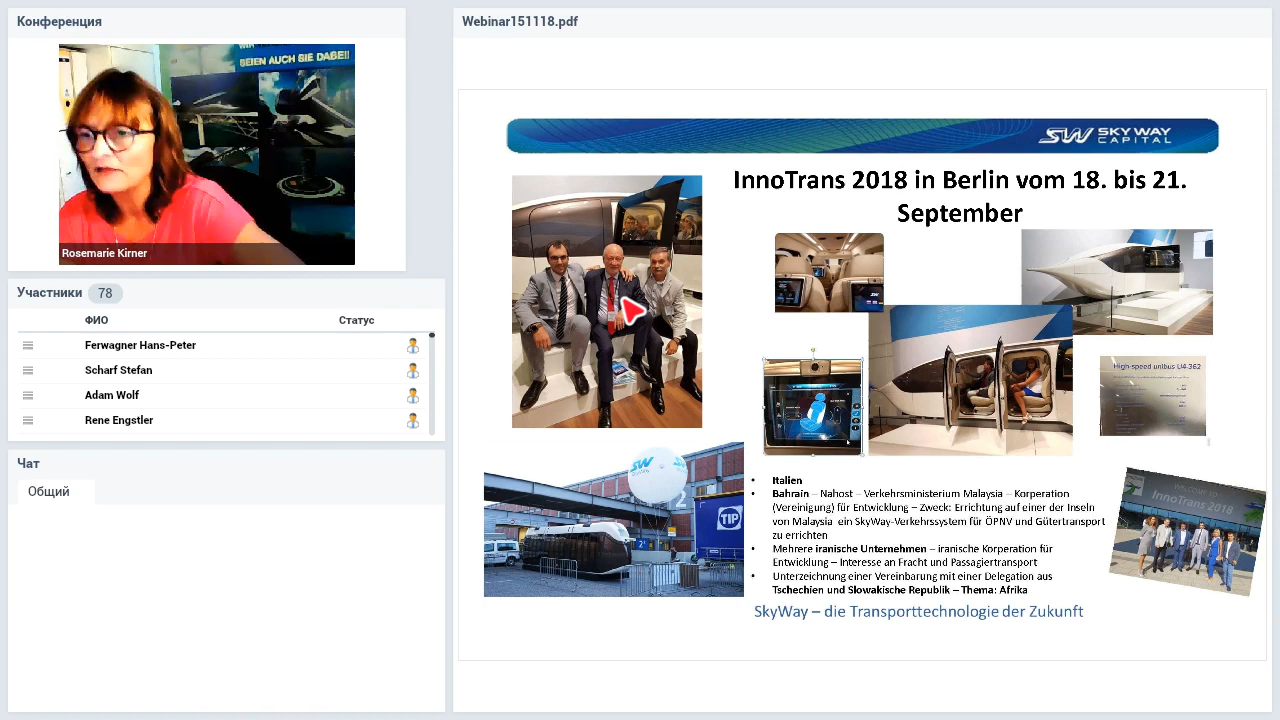 Конференция
SEIEN AUCH SIE DABEI!
Rosemarie Kirner
Участники 78
ФИО Статус
Ferwagner Hans-Peter
Scharf Stefan
Adam Wolf
Rene Engstler
Чат
Общий
Webinar151118.pdf
SW SKY WAY
CAPITAL
InnoTrans 2018 in Berlin vom 18. bis 21.
September
High-speed unibus U4-362
SW
2
TIP
WELCOME TO
InnoTrans 2018
• Italien
• Bahrain – Nahost – Verkehrsministerium Malaysia – Korperation
(Vereinigung) für Entwicklung – Zweck: Errichtung auf einer der Inseln
von Malaysia ein SkyWay-Verkehrssystem für ÖPNV und Gütertransport
zu errichten
• Mehrere iranische Unternehmen – iranische Korperation für
Entwicklung – Interesse an Fracht und Passagiertransport
• Unterzeichnung einer Vereinbarung mit einer Delegation aus
Tschechien und Slowakische Republik – Thema: Afrika
SkyWay – die Transporttechnologie der Zukunft